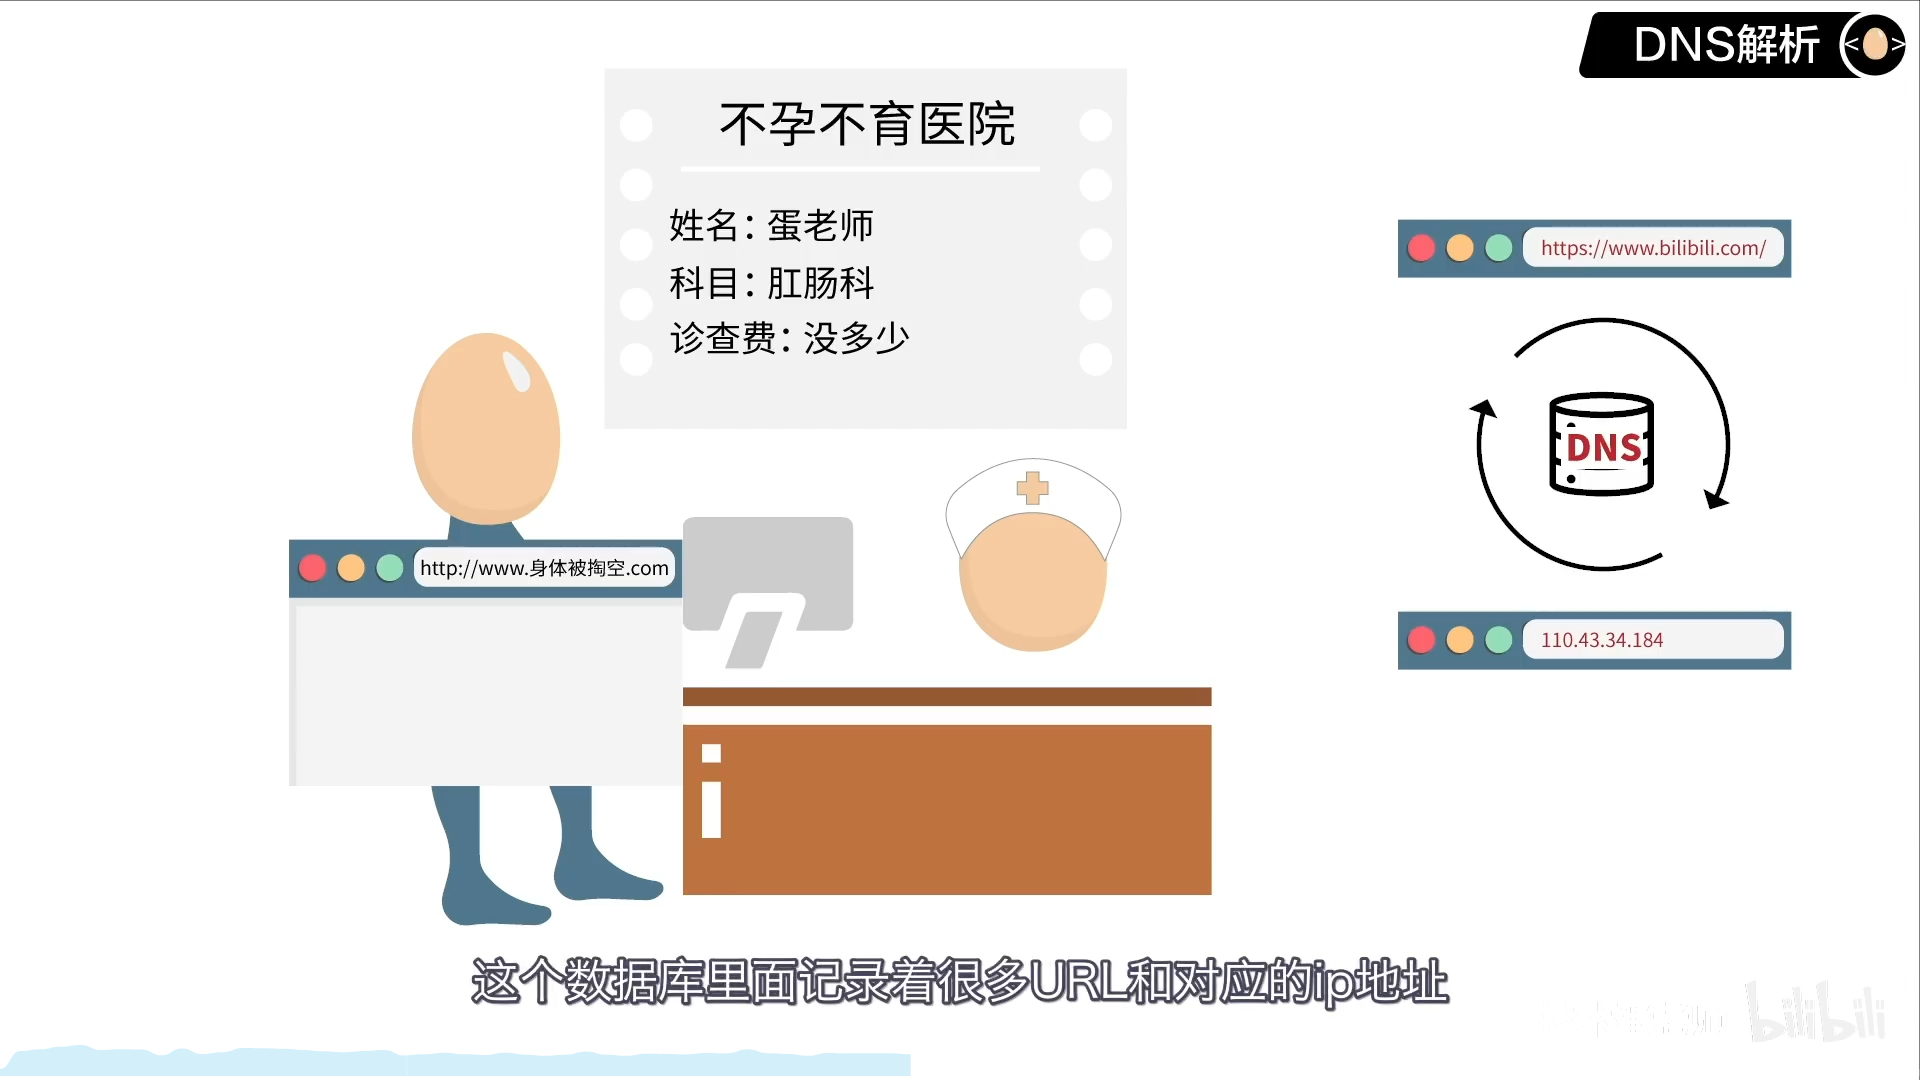 DNS解析
不孕不育医院
姓名：蛋老师
科目：肛肠科
诊查费：没多少
https://www.bilibili.com/
DNS
http://www.身体被掏空.com
110.43.34.184
这个数据库里面记录着很多URL和对应的ip地址
bilibili